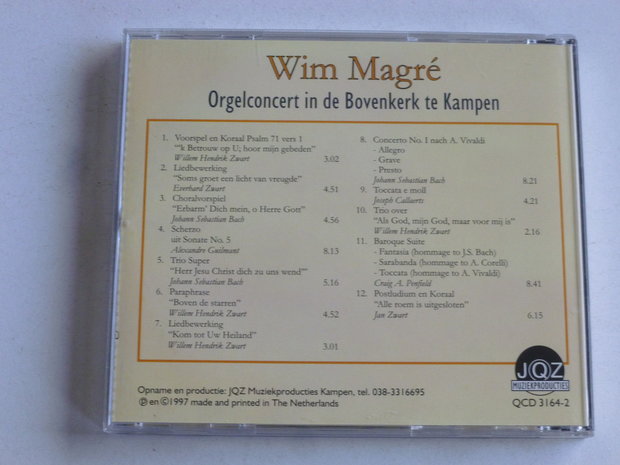 Wim Magré
Orgelconcert in de Bovenkerk te Kampen
1. Voorspel en Koraal Psalm 71 vers 1
"'k Betrouw op U; hoor mijn gebeden"
Willem Hendrik Zwart 3.02
2. Liedbewerking
"Soms groet een licht van vreugde"
Everhard Zwart 4.51
3. Choralvorspiel
"Erbarm' Dich mein, o Herre Gott"
Johann Sebastian Bach 4.56
4. Scherzo
uit Sonate No. 5
Alexandre Guilmant 8.13
5. Trio Super
"Herr Jesu Christ dich zu uns wend'"
Johann Sebastian Bach 5.16
6. Paraphrase
"Boven de starren"
Willem Hendrik Zwart 4.52
7. Liedbewerking
"Kom tot Uw Heiland"
Willem Hendrik Zwart 3.01
8. Concerto No. 1 nach A. Vivaldi
- Allegro
- Grave
- Presto
Johann Sebastian Bach 8.21
9. Toccata e moll
Joseph Callaerts 4.21
10. Trio over
"Als God, mijn God, maar voor mij is"
Willem Hendrik Zwart 2.16
11. Baroque Suite
- Fantasia (hommage to J.S. Bach)
- Sarabanda (hommage to A. Corelli)
- Toccata (hommage to A. Vivaldi)
Craig A. Penfield 8.41
12. Postludium en Koraal
"Alle roem is uitgesloten"
Jan Zwart 6.15
Opname en productie: JQZ Muziekproducties Kampen, tel. 038-3316695
℗ en ©1997 made and printed in The Netherlands
JQZ
MUZIEKPRODUCTIES
QCD 3164-2